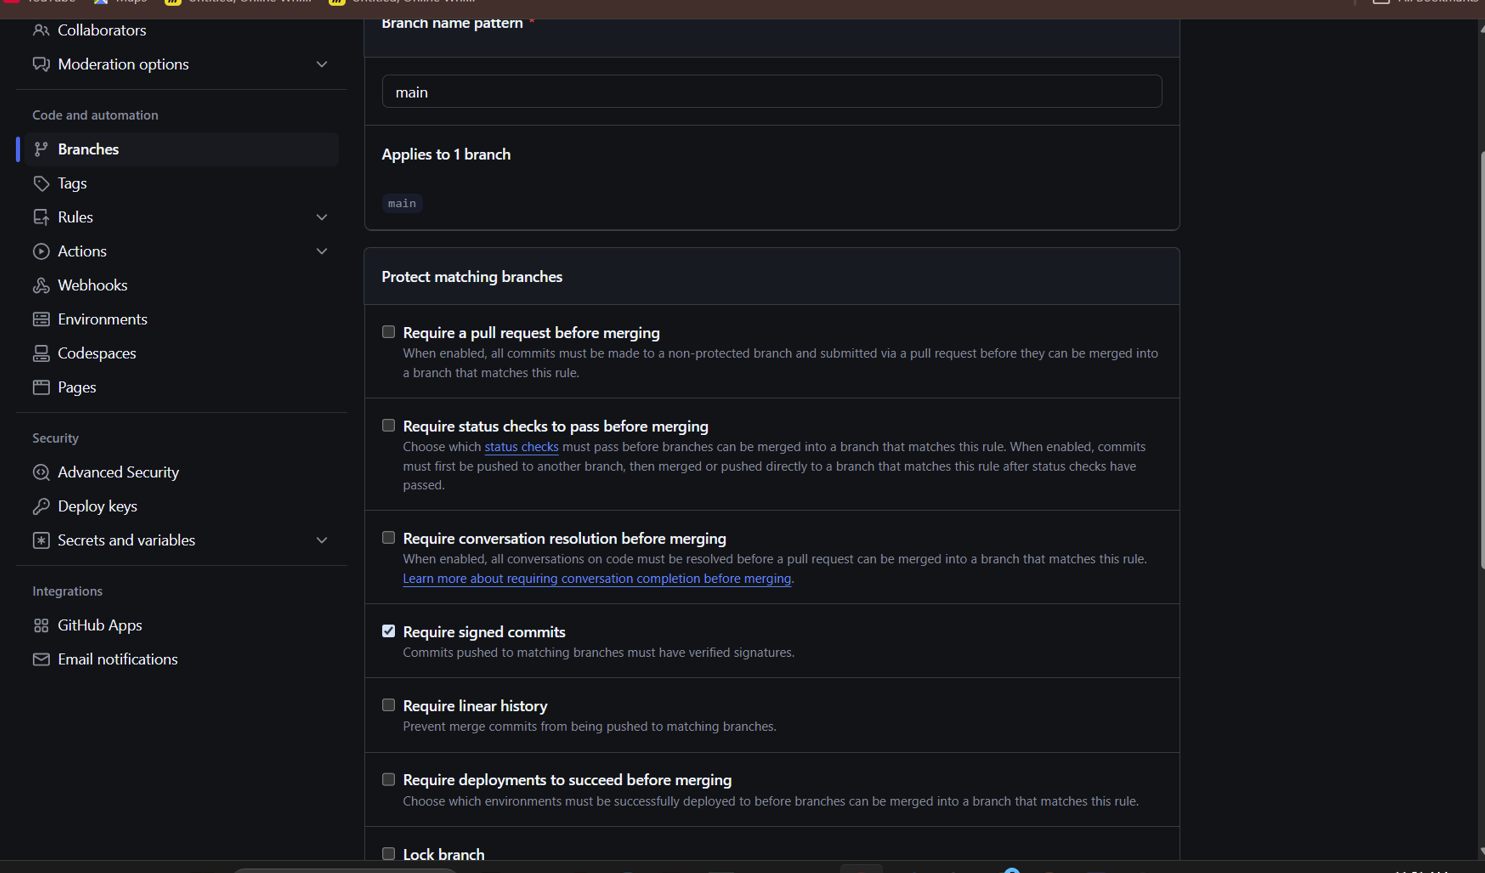 Collaborators
Moderation options
Code and automation
Branches
Tags
Rules
Actions
Webhooks
Environments
Codespaces
Pages
Security
Advanced Security
Deploy keys
Secrets and variables
Integrations
GitHub Apps
Email notifications
Branch name pattern *
main
Applies to 1 branch
main
Protect matching branches
Require a pull request before merging
When enabled, all commits must be made to a non-protected branch and submitted via a pull request before they can be merged into
a branch that matches this rule.
Require status checks to pass before merging
Choose which status checks must pass before branches can be merged into a branch that matches this rule. When enabled, commits
must first be pushed to another branch, then merged or pushed directly to a branch that matches this rule after status checks have
passed.
Require conversation resolution before merging
When enabled, all conversations on code must be resolved before a pull request can be merged into a branch that matches this rule.
Learn more about requiring conversation completion before merging.
Require signed commits
Commits pushed to matching branches must have verified signatures.
Require linear history
Prevent merge commits from being pushed to matching branches.
Require deployments to succeed before merging
Choose which environments must be successfully deployed to before branches can be merged into a branch that matches this rule.
Lock branch